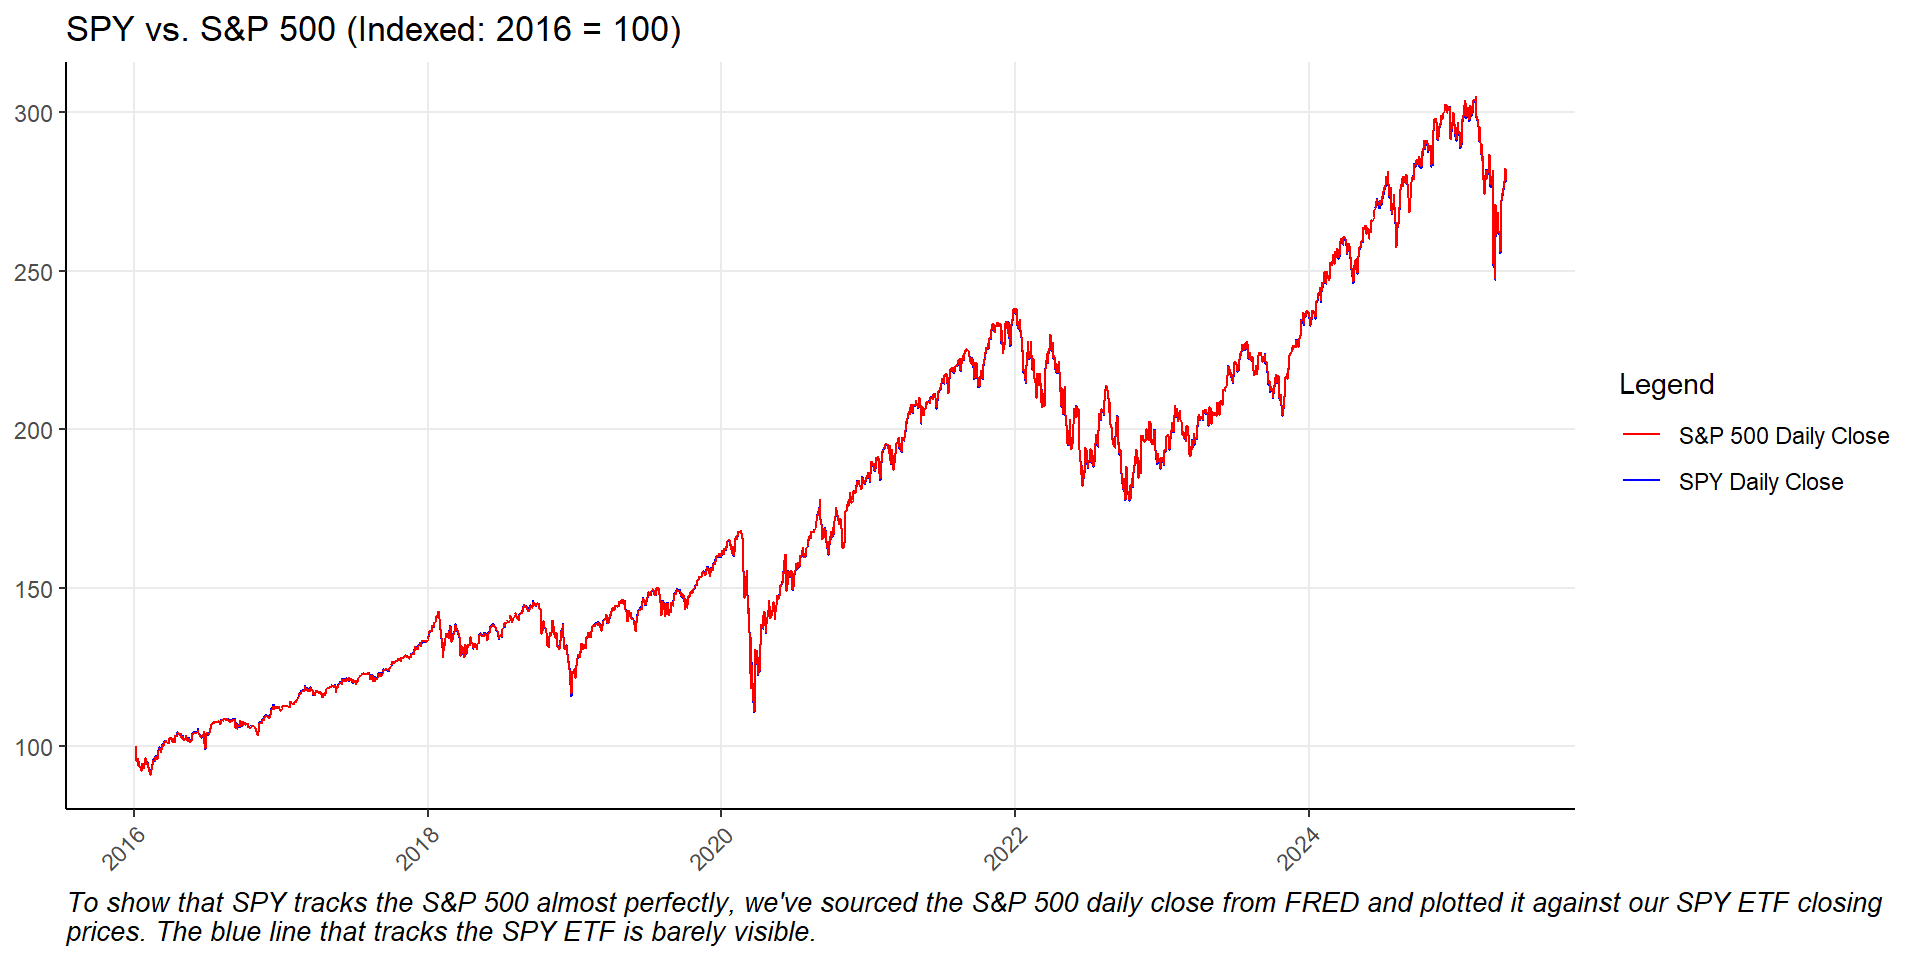 SPY vs. S&P 500 (Indexed: 2016 = 100)
300
250
200
150
100
2016
2018
2020
2022
2024
Legend
S&P 500 Daily Close
SPY Daily Close
To show that SPY tracks the S&P 500 almost perfectly, we've sourced the S&P 500 daily close from FRED and plotted it against our SPY ETF closing
prices. The blue line that tracks the SPY ETF is barely visible.